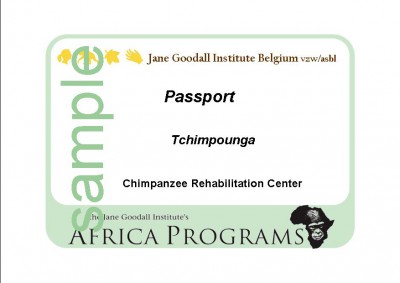 sample
Jane Goodall Institute Belgium vzw/asbl
Passport
Tchimpounga
Chimpanzee Rehabilitation Center
The Jane Goodall Institute's
AFRICA PROGRAMS